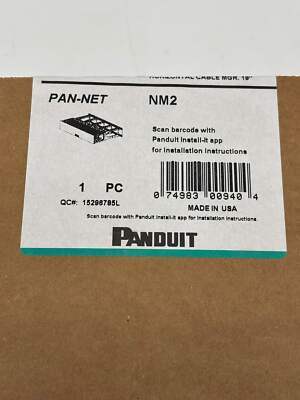 HORIZONTAL CABLE MGR. 19"
PAN-NET
NM2
Scan barcode with
Panduit Install-It app
for Installation Instructions
1 PC
0 74983 00940 4
QC#: 15296785L
MADE IN USA
Scan barcode with Panduit Install-It app for Installation Instructions.
PANDUIT